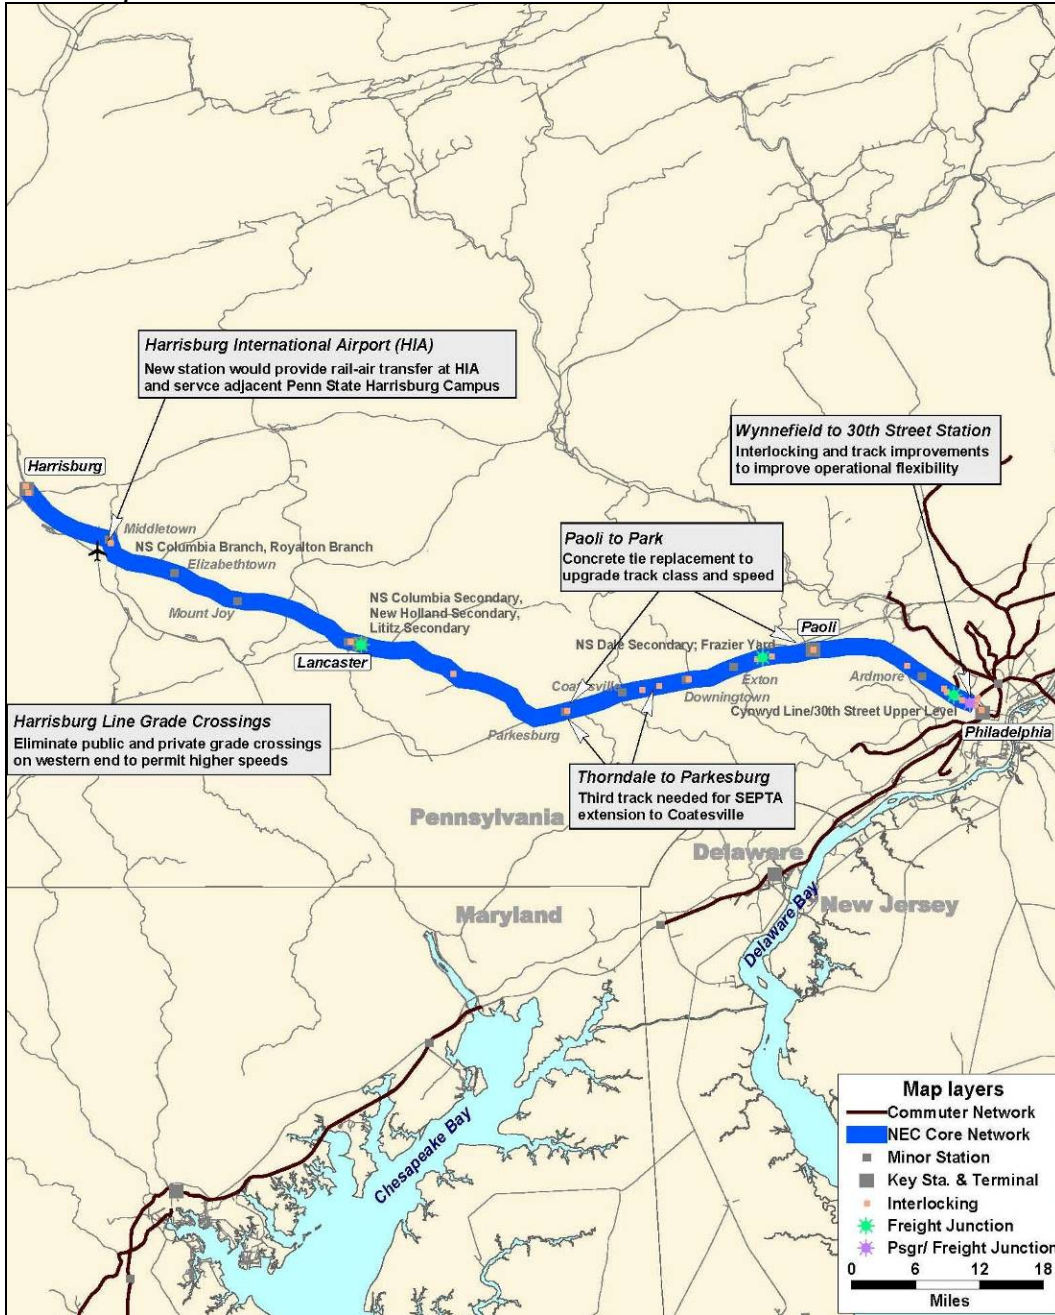 Harrisburg International Airport (HIA)
New station would provide rail-air transfer at HIA
and servce adjacent Penn State Harrisburg Campus
Wynnefield to 30th Street Station
Interlocking and track improvements
to improve operational flexibility
Harrisburg
Middletown
NS Columbia Branch, Royalton Branch
Elizabethtown
Mount Joy
Paoli to Park
Concrete tie replacement to
upgrade track class and speed
NS Columbia Secondary,
New Holland Secondary,
Lititz Secondary
Lancaster
NS Dale Secondary; Frazier Yard
Paoli
Exton
Ardmore
Downingtown
Coatesville
Parkesburg
Cynwyd Line/30th Street Upper Level
Philadelphia
Harrisburg Line Grade Crossings
Eliminate public and private grade crossings
on western end to permit higher speeds
Thorndale to Parkesburg
Third track needed for SEPTA
extension to Coatesville
Pennsylvania
Delaware
Maryland
New Jersey
Delaware Bay
Chesapeake Bay
Map layers
Commuter Network
NEC Core Network
Minor Station
Key Sta. & Terminal
Interlocking
Freight Junction
Psgr/ Freight Junction
0 6 12 18
Miles